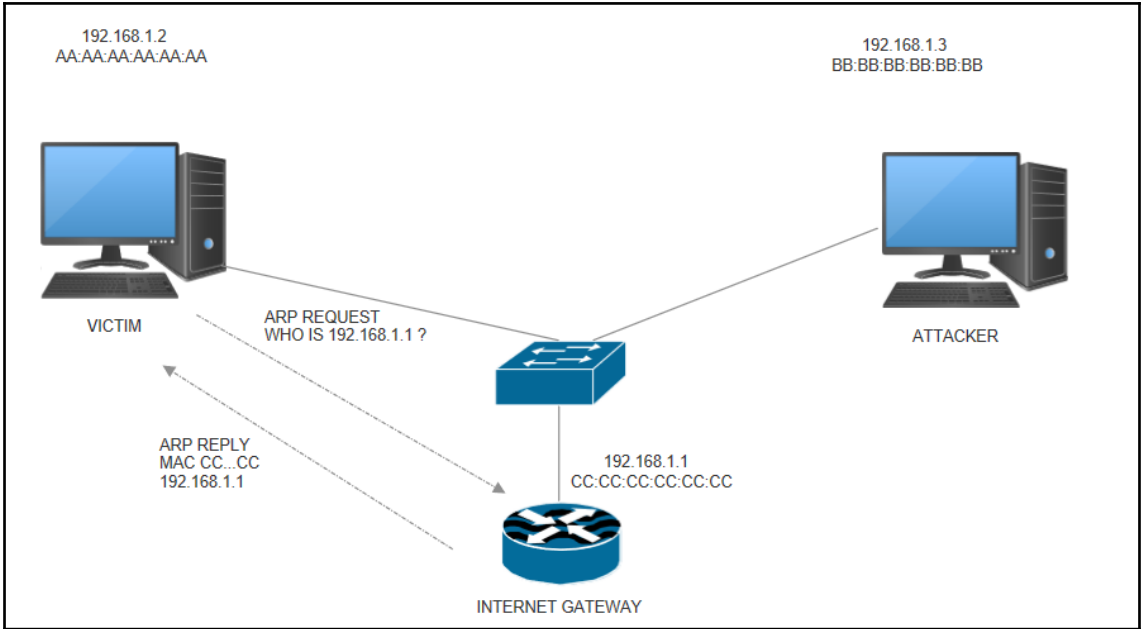 192.168.1.2
AA:AA:AA:AA:AA:AA
192.168.1.3
BB:BB:BB:BB:BB:BB
VICTIM
ARP REQUEST
WHO IS 192.168.1.1 ?
ATTACKER
ARP REPLY
MAC CC...CC
192.168.1.1
192.168.1.1
CC:CC:CC:CC:CC:CC
INTERNET GATEWAY